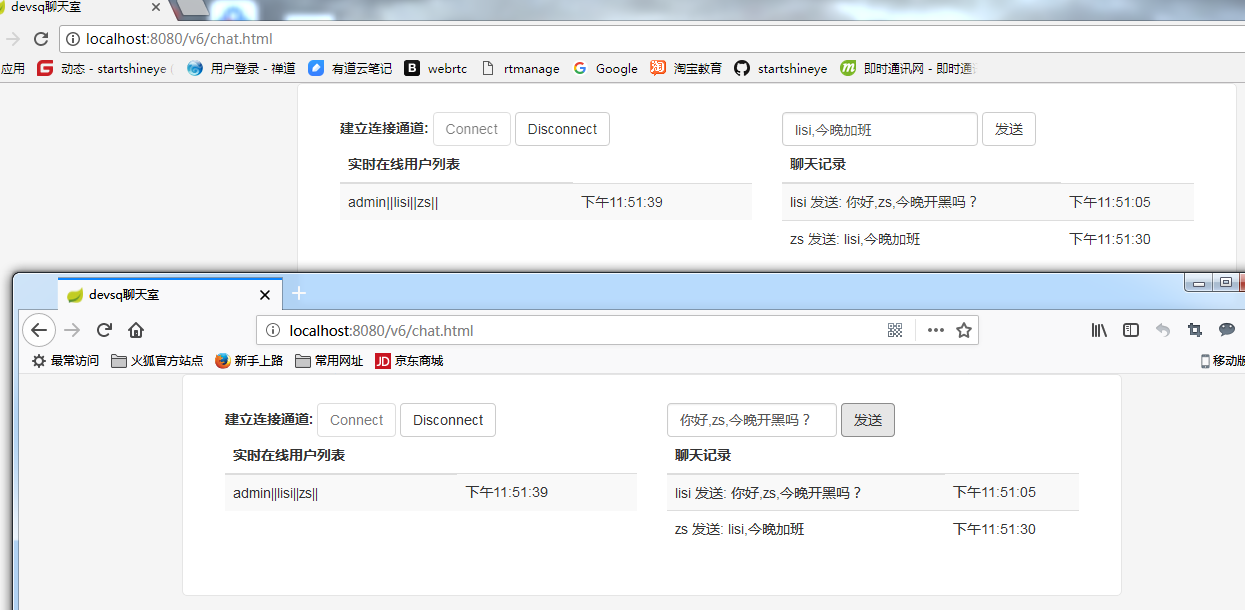 devsq聊天室
localhost:8080/v6/chat.html
应用 动态 - startshineye 用户登录 - 禅道 有道云笔记 webrtc rtmanage Google 淘宝教育 startshineye 即时通讯网 - 即时通
建立连接通道: Connect Disconnect lisi,今晚加班 发送
实时在线用户列表 聊天记录
admin||lisi||zs|| 下午11:51:39 lisi 发送: 你好,zs,今晚开黑吗？ 下午11:51:05
zs 发送: lisi,今晚加班 下午11:51:30
devsq聊天室
localhost:8080/v6/chat.html
最常访问 火狐官方站点 新手上路 常用网址 JD 京东商城 移动版
建立连接通道: Connect Disconnect 你好,zs,今晚开黑吗？ 发送
实时在线用户列表 聊天记录
admin||lisi||zs|| 下午11:51:39 lisi 发送: 你好,zs,今晚开黑吗？ 下午11:51:05
zs 发送: lisi,今晚加班 下午11:51:30